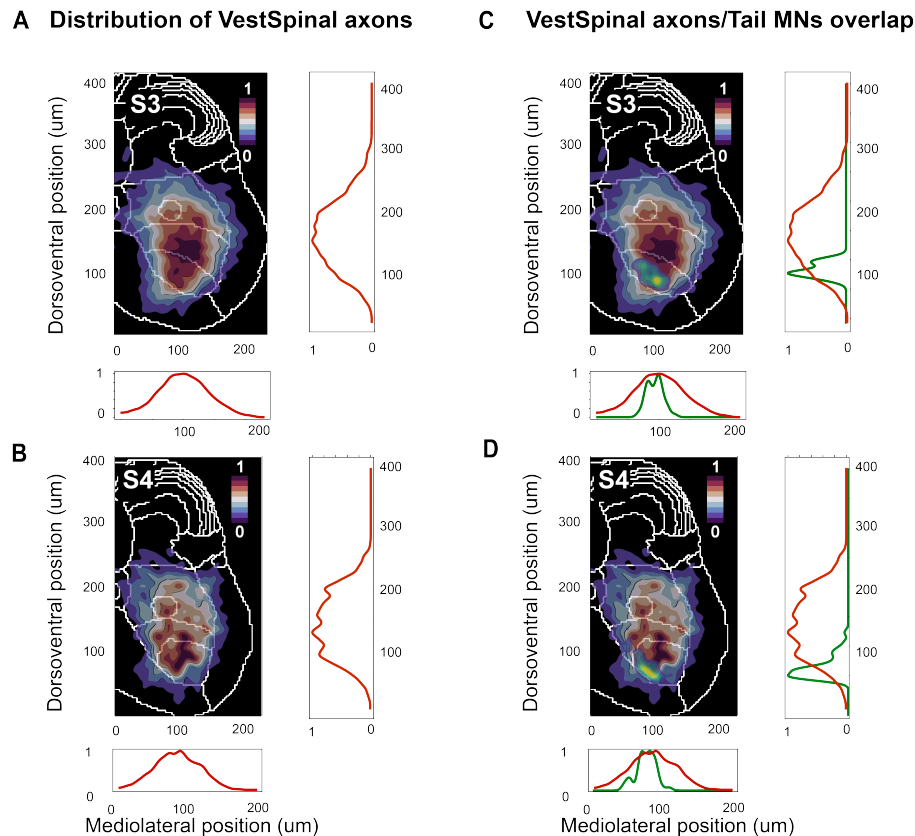 A Distribution of VestSpinal axons
C VestSpinal axons/Tail MNs overlap
Dorsoventral position (um)
400
300
200
100
S3
1
0
400
300
200
100
0 100 200
1 0
1
0
100 200
Dorsoventral position (um)
400
300
200
100
S3
1
0
400
300
200
100
0 100 200
1 0
1
0
100 200
B
Dorsoventral position (um)
400
300
200
100
S4
1
0
400
300
200
100
0 100 200
1 0
1
0
0 100 200
Mediolateral position (um)
D
Dorsoventral position (um)
400
300
200
100
S4
1
0
400
300
200
100
0 100 200
1 0
1
0
0 100 200
Mediolateral position (um)